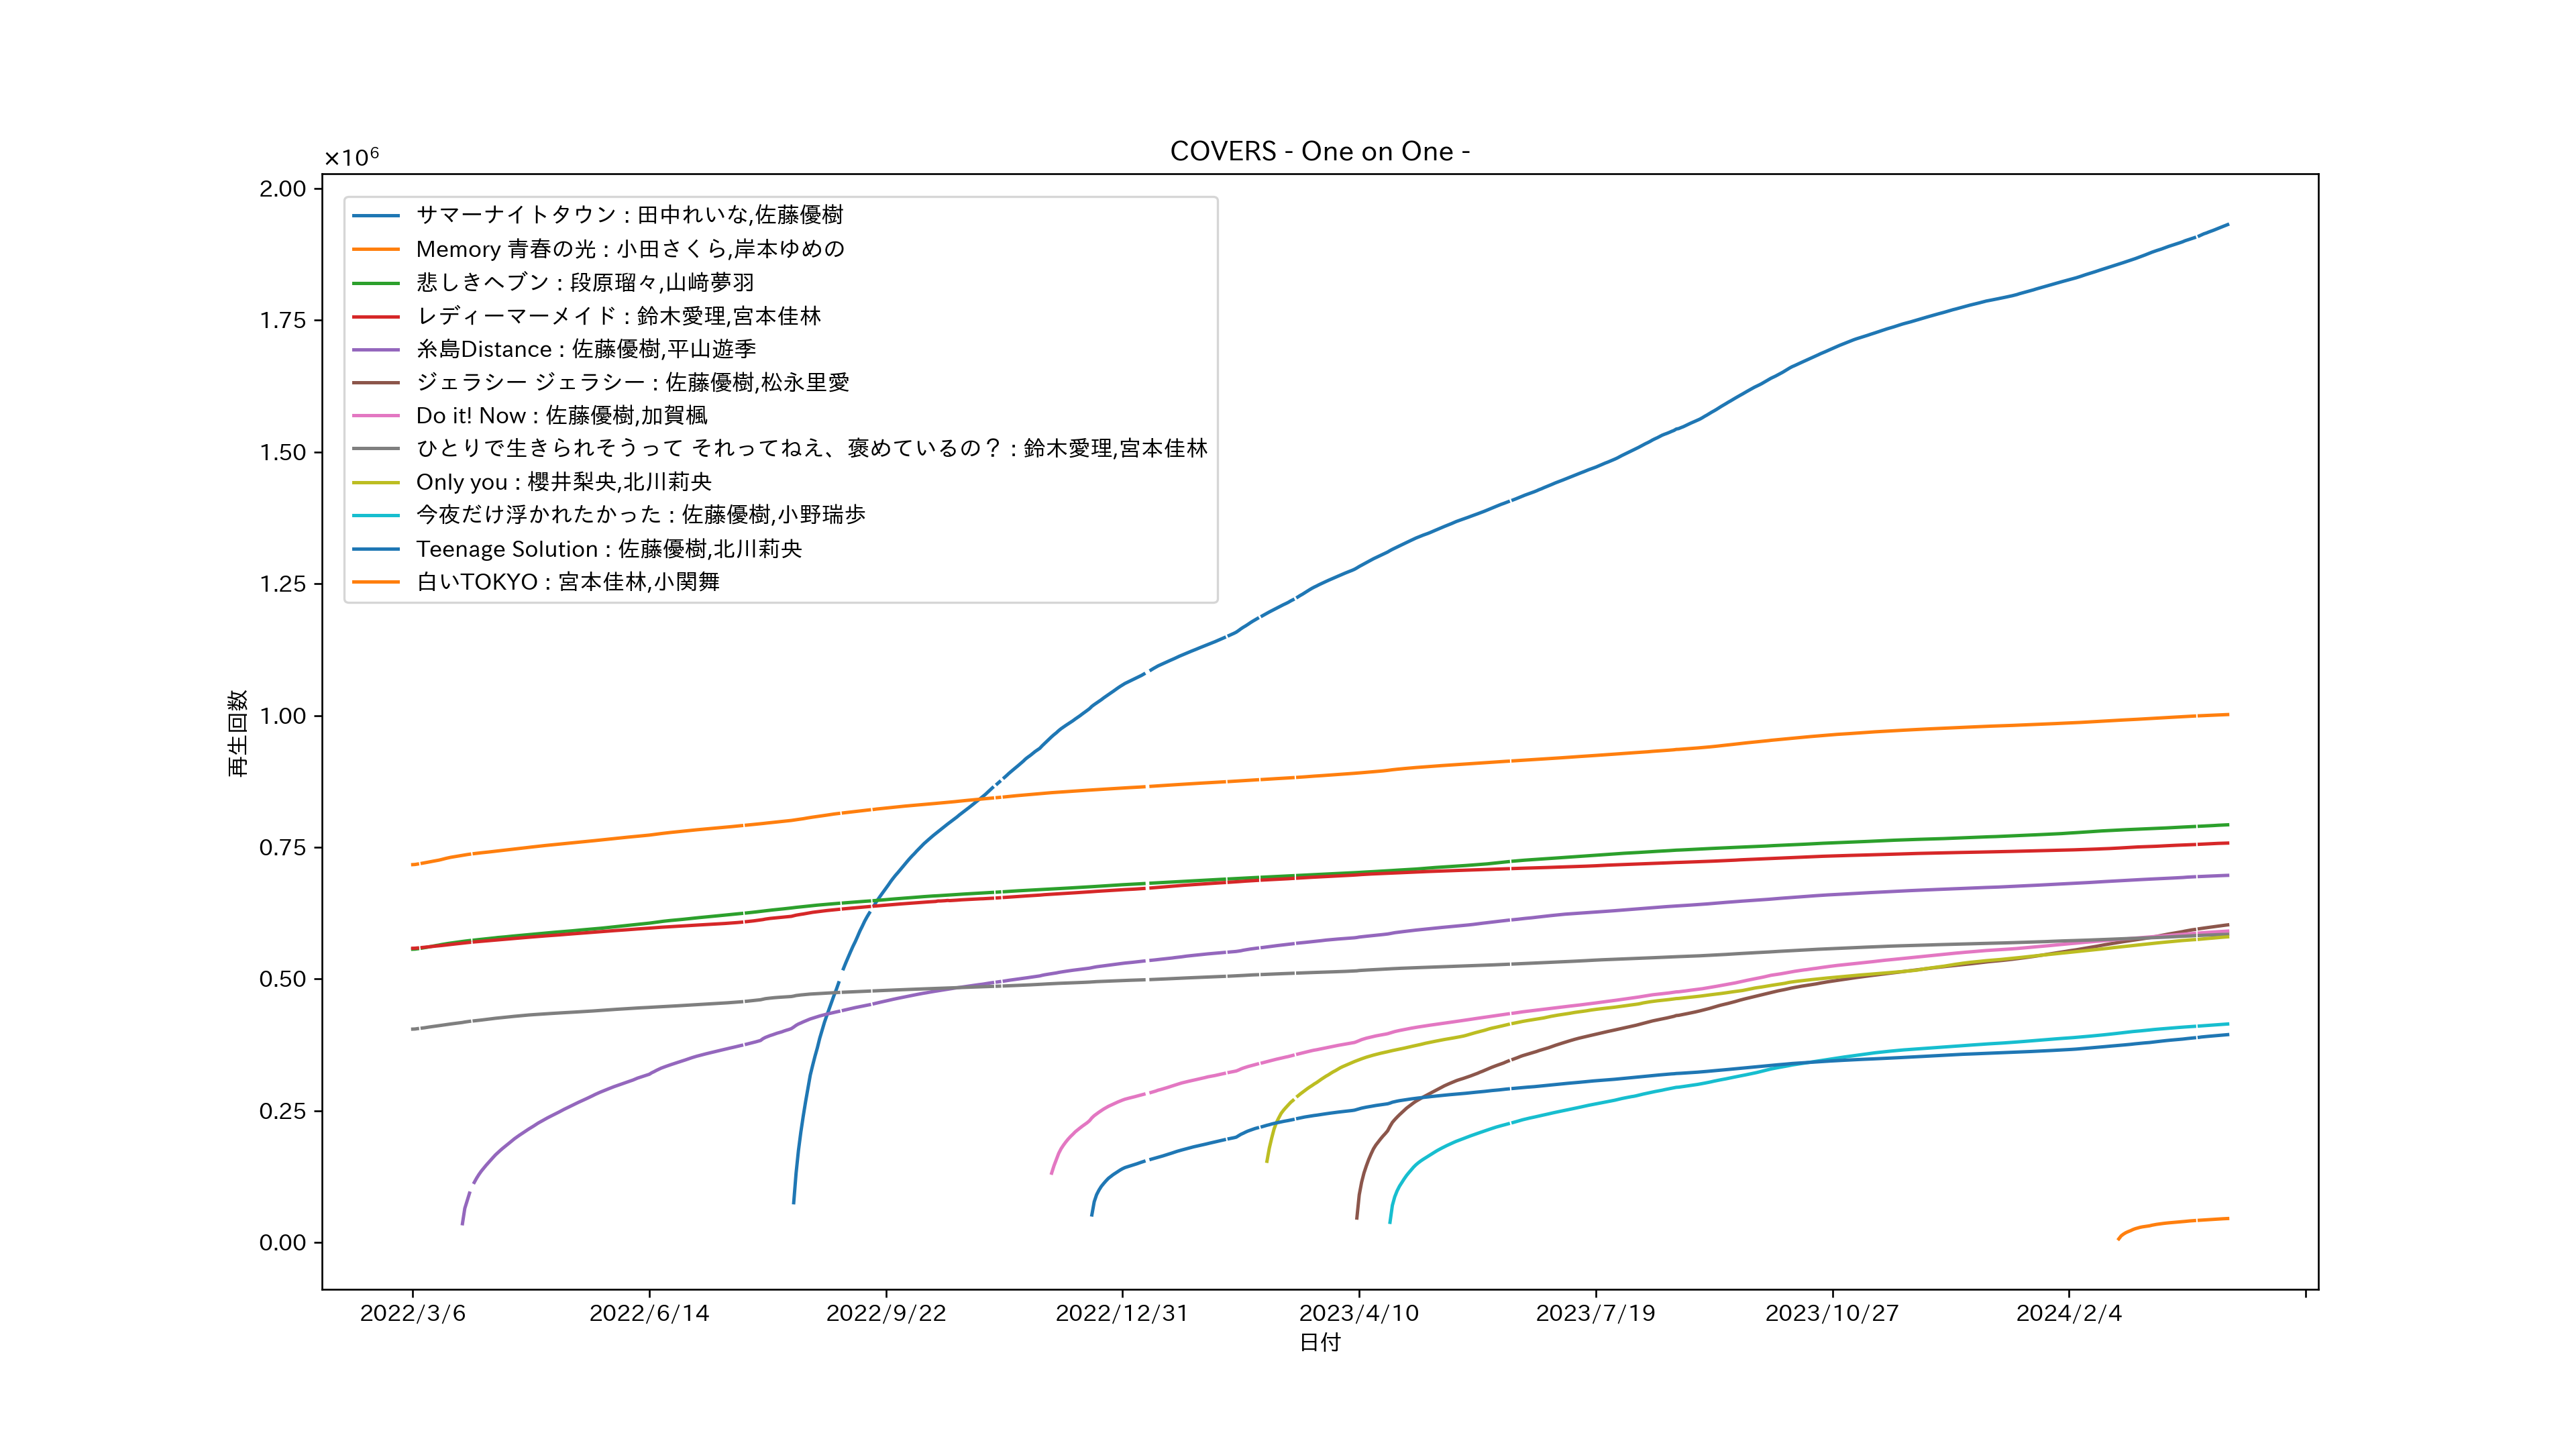 COVERS - One on One -
×10⁶
2.00
1.75
1.50
1.25
1.00
0.75
0.50
0.25
0.00
再生回数
サマーナイトタウン : 田中れいな,佐藤優樹
Memory 青春の光 : 小田さくら,岸本ゆめの
悲しきヘブン : 段原瑠々,山﨑夢羽
レディーマーメイド : 鈴木愛理,宮本佳林
糸島Distance : 佐藤優樹,平山遊季
ジェラシー ジェラシー : 佐藤優樹,松永里愛
Do it! Now : 佐藤優樹,加賀楓
ひとりで生きられそうって それってねえ、褒めているの？ : 鈴木愛理,宮本佳林
Only you : 櫻井梨央,北川莉央
今夜だけ浮かれたかった : 佐藤優樹,小野瑞歩
Teenage Solution : 佐藤優樹,北川莉央
白いTOKYO : 宮本佳林,小関舞
2022/3/6 2022/6/14 2022/9/22 2022/12/31 2023/4/10 2023/7/19 2023/10/27 2024/2/4
日付